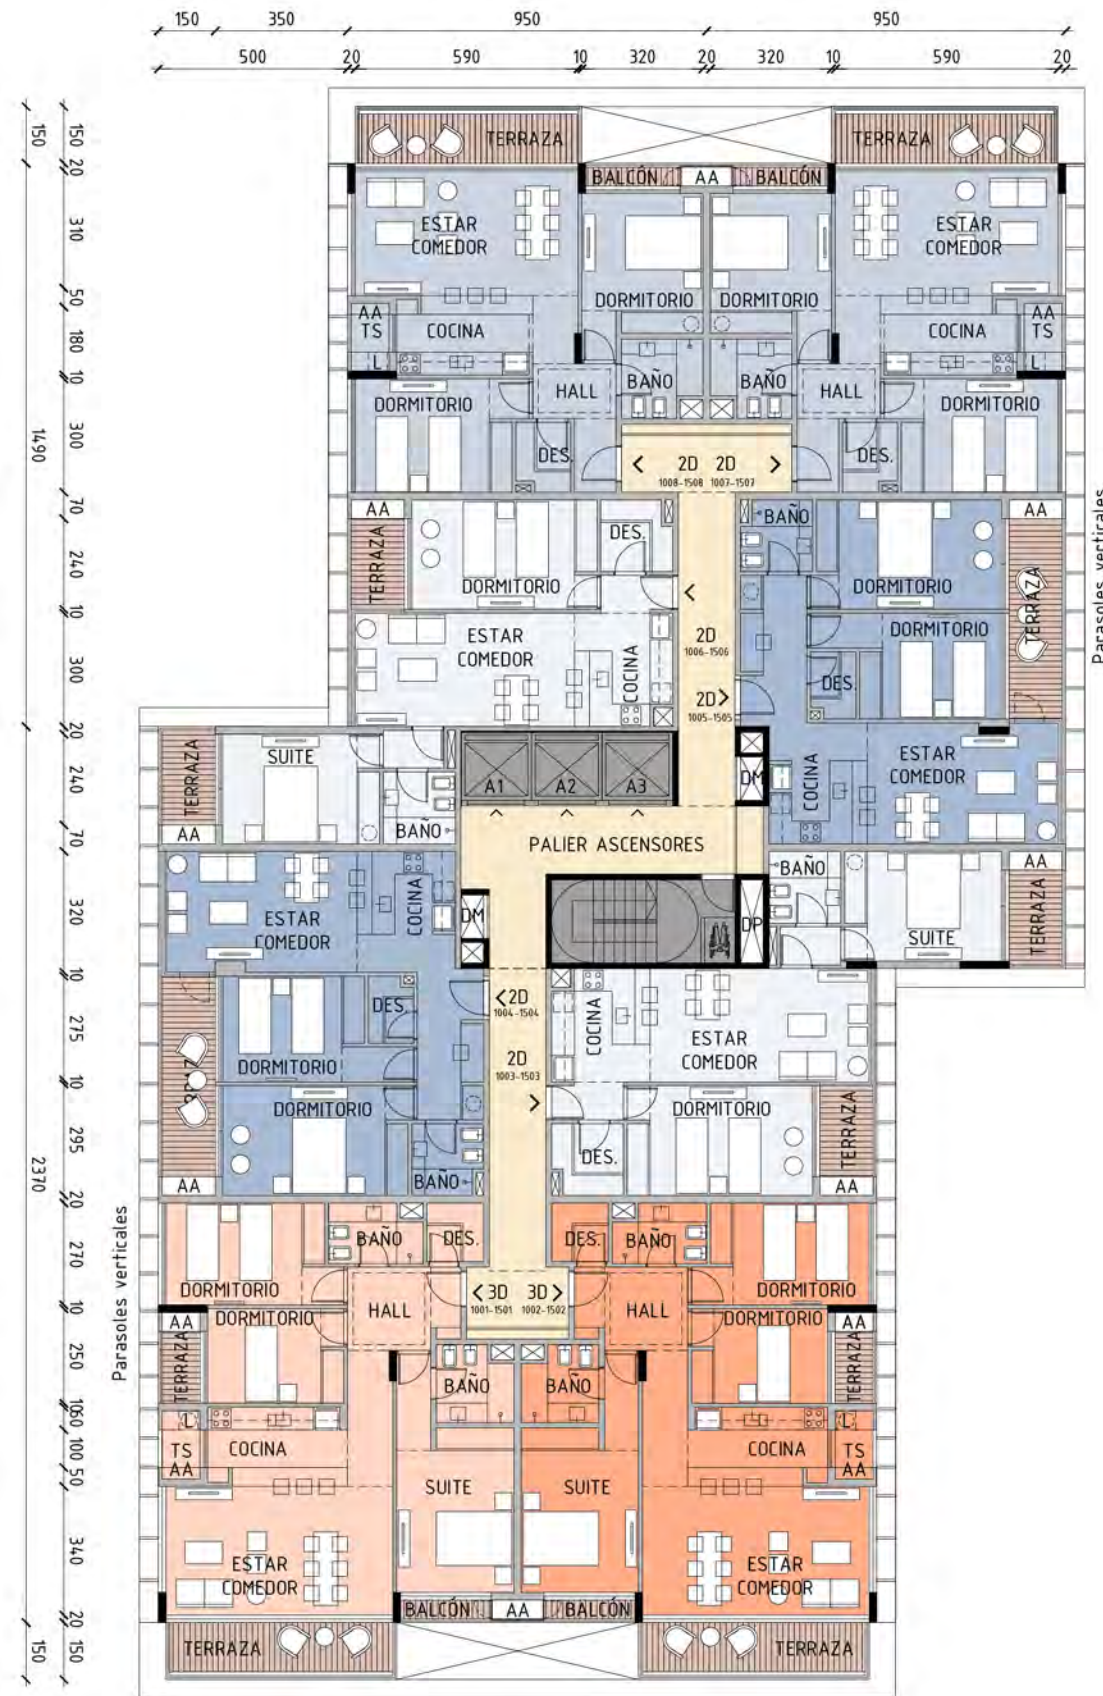 150 350 950 950
500 20 590 10 320 20 320 10 590 20
150
1490
2370
150
150
20
310
50
180
10
300
70
240
10
300
20
240
70
320
10
275
10
295
20
270
10
250
10
60
100
50
340
20
150
TERRAZA
TERRAZA
BALCÓN AA BALCÓN
ESTAR
COMEDOR
ESTAR
COMEDOR
DORMITORIO DORMITORIO
AA
TS
L
COCINA
COCINA
AA
TS
L
BAÑO
BAÑO
HALL
HALL
DORMITORIO
DORMITORIO
DES.
DES.
2D 2D
1008-1508 1007-1507
AA
TERRAZA
DES.
DORMITORIO
BAÑO
AA
DORMITORIO
TERRAZA
Parasoles verticales
ESTAR
COMEDOR
COCINA
2D
1006-1506
2D
1005-1505
DORMITORIO
DES.
TERRAZA
SUITE
AA
BAÑO
A1 A2 A3
DM
COCINA
ESTAR
COMEDOR
PALIER ASCENSORES
BAÑO
AA
ESTAR
COMEDOR
COCINA
DM
DP
SUITE
TERRAZA
DES.
2D
1004-1504
COCINA
ESTAR
COMEDOR
DORMITORIO
2D
1003-1503
DORMITORIO
DORMITORIO
TERRAZA
DES.
AA
BAÑO
AA
Parasoles verticales
BAÑO
DES.
DES.
BAÑO
DORMITORIO
DORMITORIO
HALL
3D 3D
1001-1501 1002-1502
HALL
AA
DORMITORIO
DORMITORIO
AA
TERRAZA
TERRAZA
BAÑO
BAÑO
L
TS
AA
COCINA
COCINA
L
TS
AA
SUITE
SUITE
ESTAR
COMEDOR
ESTAR
COMEDOR
BALCÓN AA BALCÓN
TERRAZA
TERRAZA